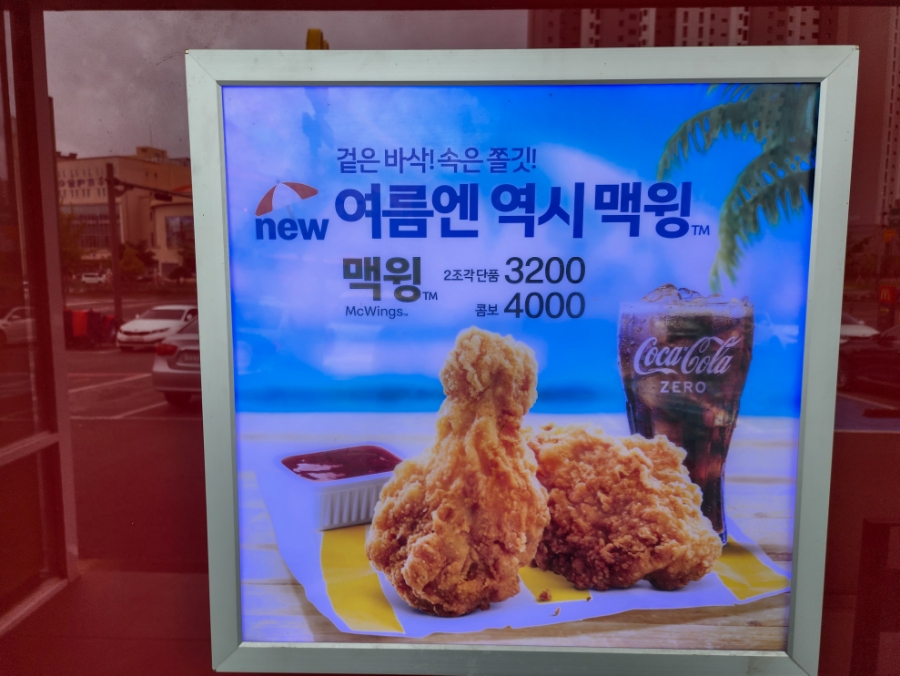 겉은 바삭! 속은 쫄깃!
new 여름엔 역시 맥윙™
맥윙™ 2조각 단품 3200
McWings™ 콤보 4000
Coca-Cola
ZERO